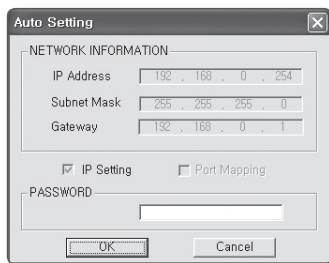 Auto Setting
NETWORK INFORMATION
IP Address 192 . 168 . 0 . 254
Subnet Mask 255 . 255 . 255 . 0
Gateway 192 . 168 . 0 . 1
IP Setting Port Mapping
PASSWORD
OK Cancel